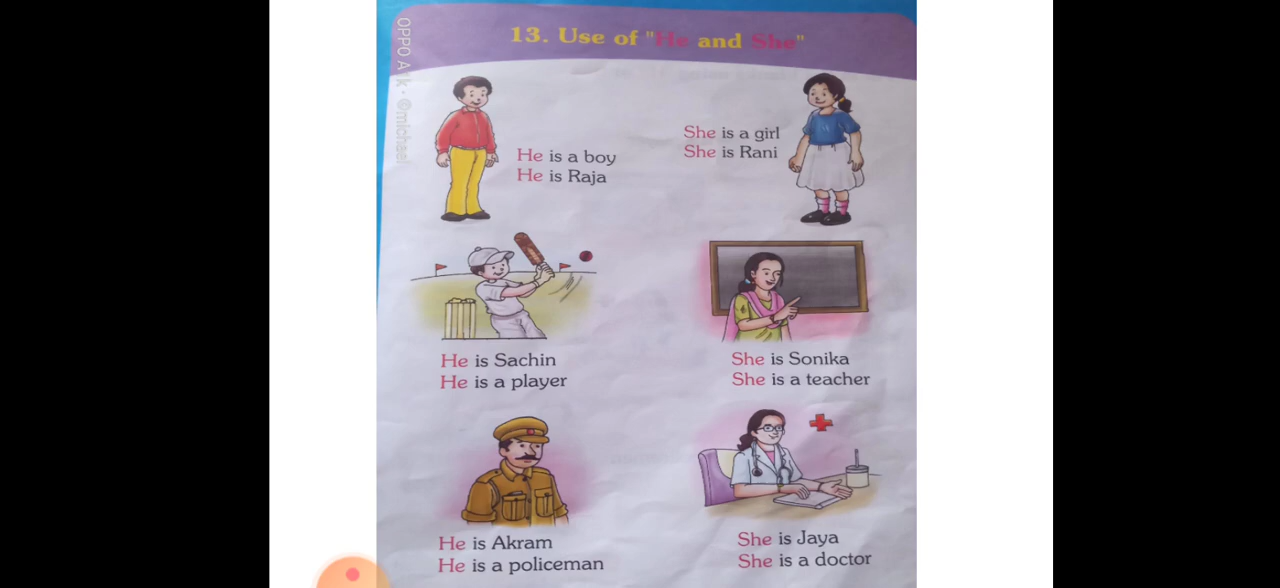 13. Use of "He and She"
He is a boy
He is Raja
She is a girl
She is Rani
He is Sachin
He is a player
She is Sonika
She is a teacher
He is Akram
He is a policeman
She is Jaya
She is a doctor
©michael